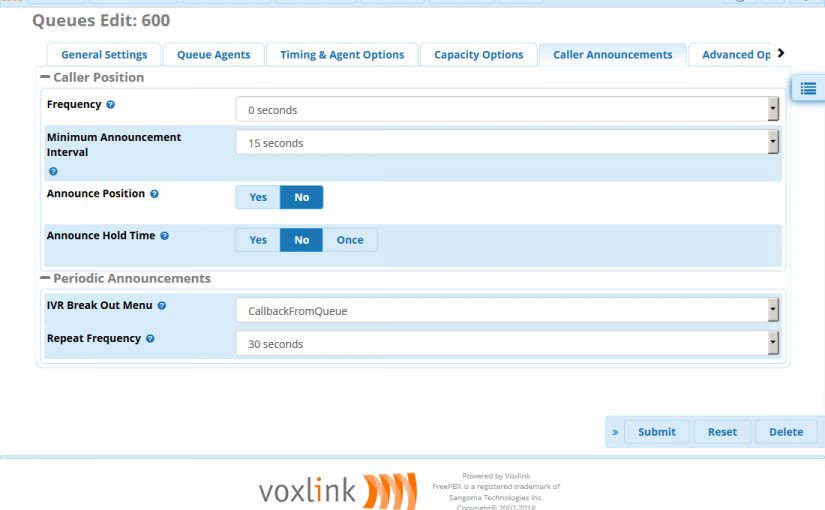 Queues Edit: 600
General Settings
Queue Agents
Timing & Agent Options
Capacity Options
Caller Announcements
Advanced Op
Caller Position
Frequency
0 seconds
Minimum Announcement
Interval
15 seconds
Announce Position
Yes
No
Announce Hold Time
Yes
No
Once
Periodic Announcements
IVR Break Out Menu
CallbackFromQueue
Repeat Frequency
30 seconds
»
Submit
Reset
Delete
voxlink
Powered by Voxlink
FreePBX is a registered trademark of
Sangoma Technologies Inc.
Copyright© 2007-2018